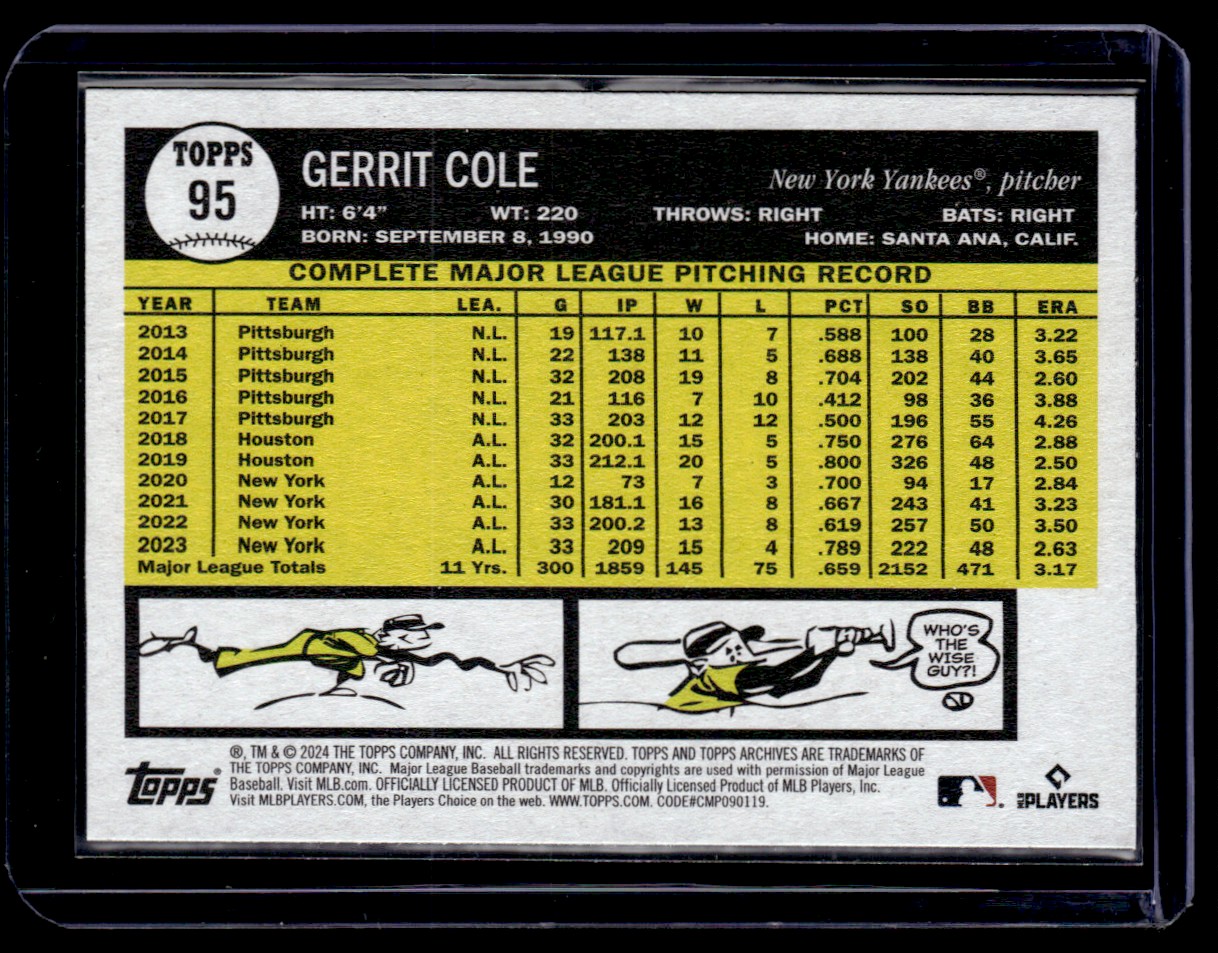 TOPPS
95
GERRIT COLE
New York Yankees®, pitcher
HT: 6'4" WT: 220 THROWS: RIGHT BATS: RIGHT
BORN: SEPTEMBER 8, 1990 HOME: SANTA ANA, CALIF.
COMPLETE MAJOR LEAGUE PITCHING RECORD
YEAR TEAM LEA. G IP W L PCT SO BB ERA
2013 Pittsburgh N.L. 19 117.1 10 7 .588 100 28 3.22
2014 Pittsburgh N.L. 22 138 11 5 .688 138 40 3.65
2015 Pittsburgh N.L. 32 208 19 8 .704 202 44 2.60
2016 Pittsburgh N.L. 21 116 7 10 .412 98 36 3.88
2017 Pittsburgh N.L. 33 203 12 12 .500 196 55 4.26
2018 Houston A.L. 32 200.1 15 5 .750 276 64 2.88
2019 Houston A.L. 33 212.1 20 5 .800 326 48 2.50
2020 New York A.L. 12 73 7 3 .700 94 17 2.84
2021 New York A.L. 30 181.1 16 8 .667 243 41 3.23
2022 New York A.L. 33 200.2 13 8 .619 257 50 3.50
2023 New York A.L. 33 209 15 4 .789 222 48 2.63
Major League Totals 11 Yrs. 300 1859 145 75 .659 2152 471 3.17
WHO'S
THE
WISE
GUY?!
®, TM & © 2024 THE TOPPS COMPANY, INC. ALL RIGHTS RESERVED. TOPPS AND TOPPS ARCHIVES ARE TRADEMARKS OF
THE TOPPS COMPANY, INC. Major League Baseball trademarks and copyrights are used with permission of Major League
Baseball. Visit MLB.com. OFFICIALLY LICENSED PRODUCT OF MLB. Officially Licensed Product of MLB Players, Inc.
Visit MLBPLAYERS.COM, the Players Choice on the web. WWW.TOPPS.COM. CODE#CMP090119.
topps®
MLB PLAYERS